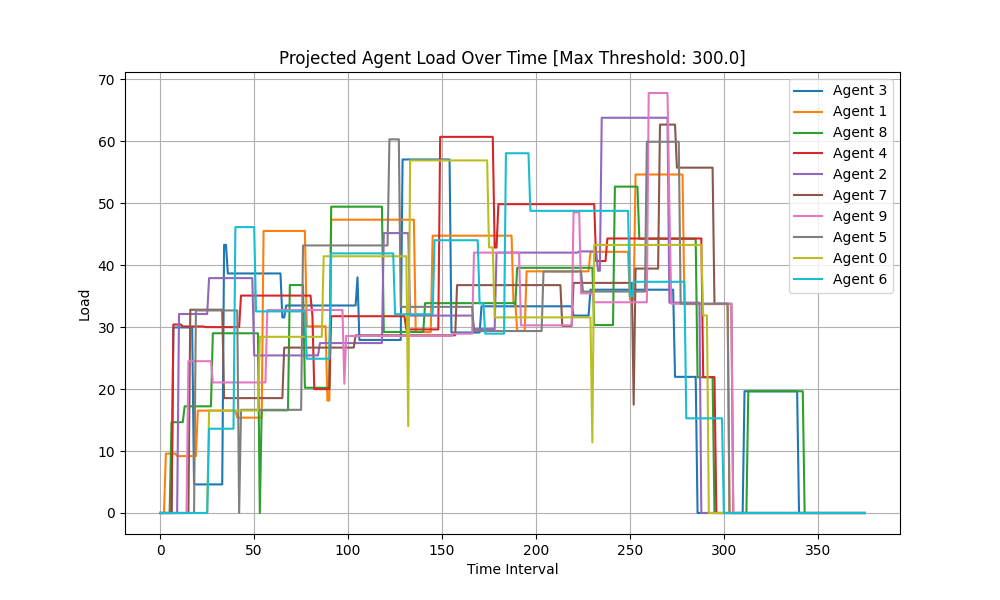 Projected Agent Load Over Time [Max Threshold: 300.0]
Load
70
60
50
40
30
20
10
0
0 50 100 150 200 250 300 350
Time Interval
Agent 3
Agent 1
Agent 8
Agent 4
Agent 2
Agent 7
Agent 9
Agent 5
Agent 0
Agent 6